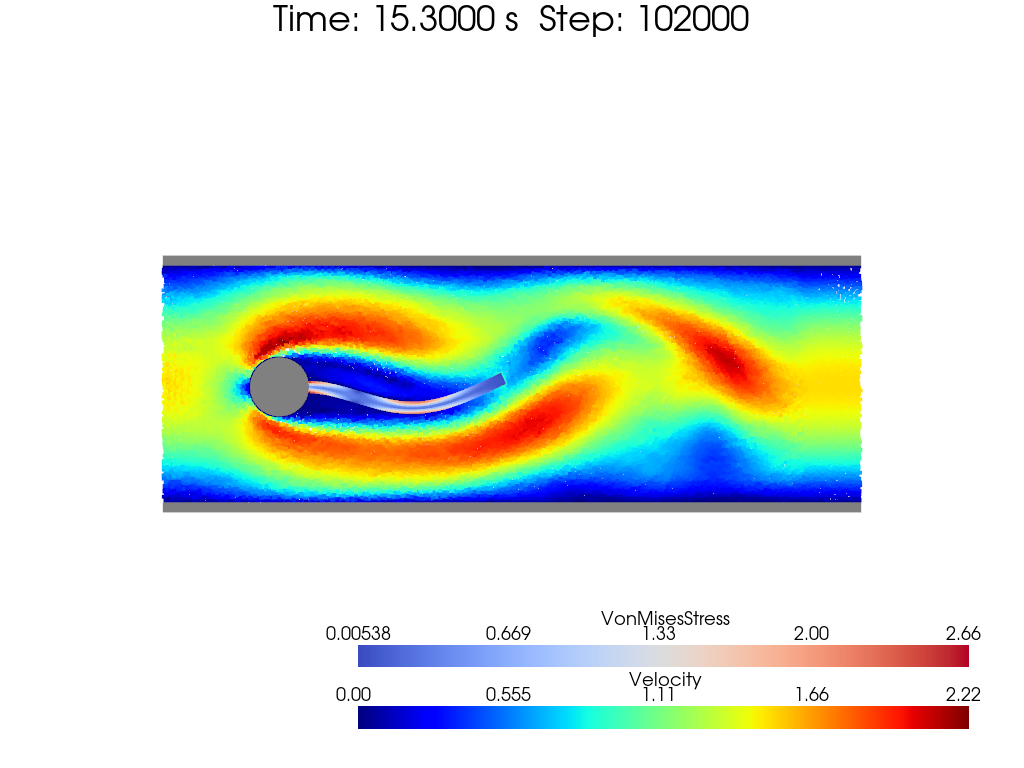 Time: 15.3000 s  Step: 102000
VonMisesStress
0.00538 0.669 1.33 2.00 2.66
Velocity
0.00 0.555 1.11 1.66 2.22